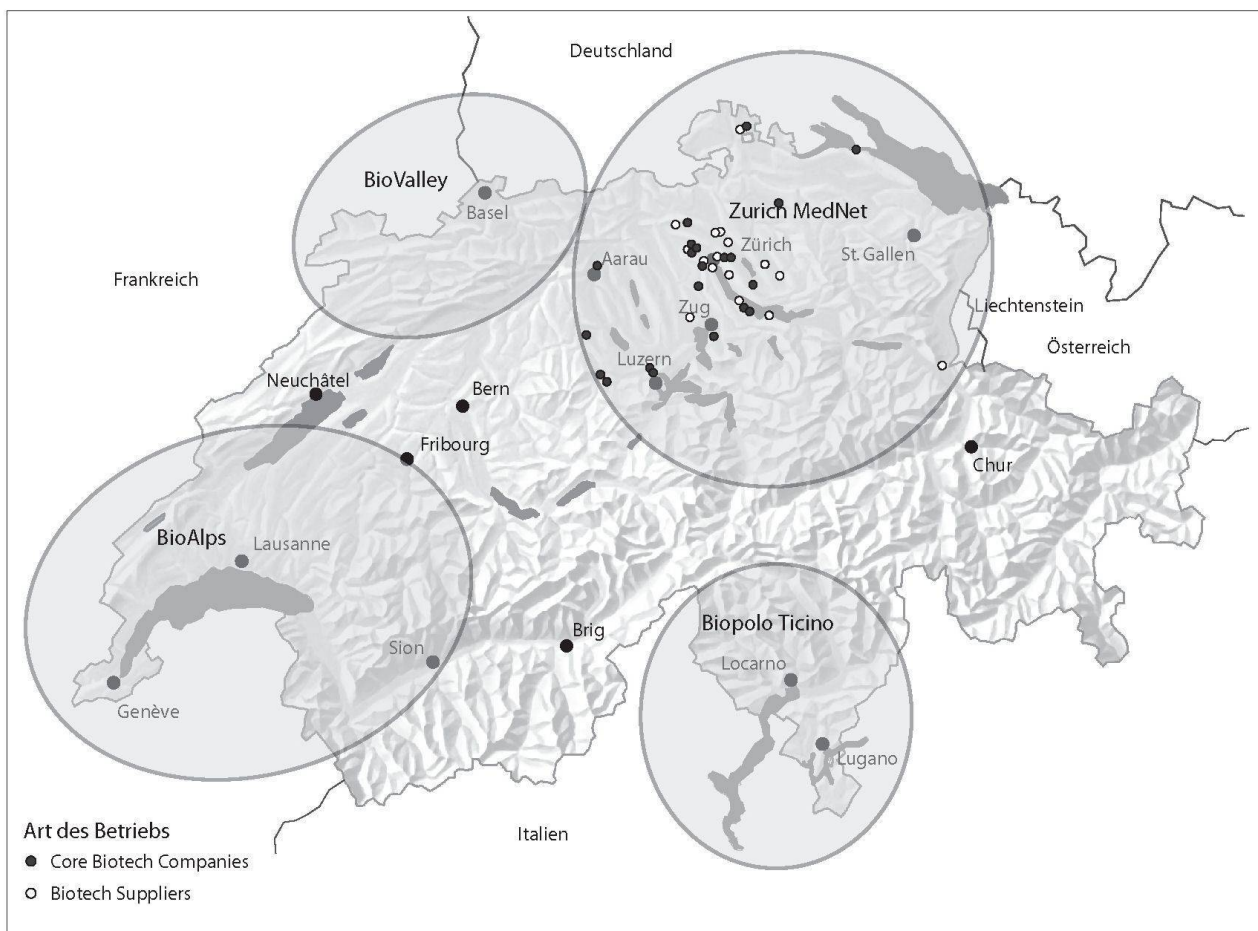 Deutschland
BioValley
Basel
Zurich MedNet
Zürich
St. Gallen
Aarau
Frankreich
Liechtenstein
Zug
Österreich
Luzern
Neuchâtel
Bern
Fribourg
Chur
BioAlps
Lausanne
Biopolo Ticino
Brig
Sion
Locarno
Genève
Lugano
Italien
Art des Betriebs
Core Biotech Companies
Biotech Suppliers